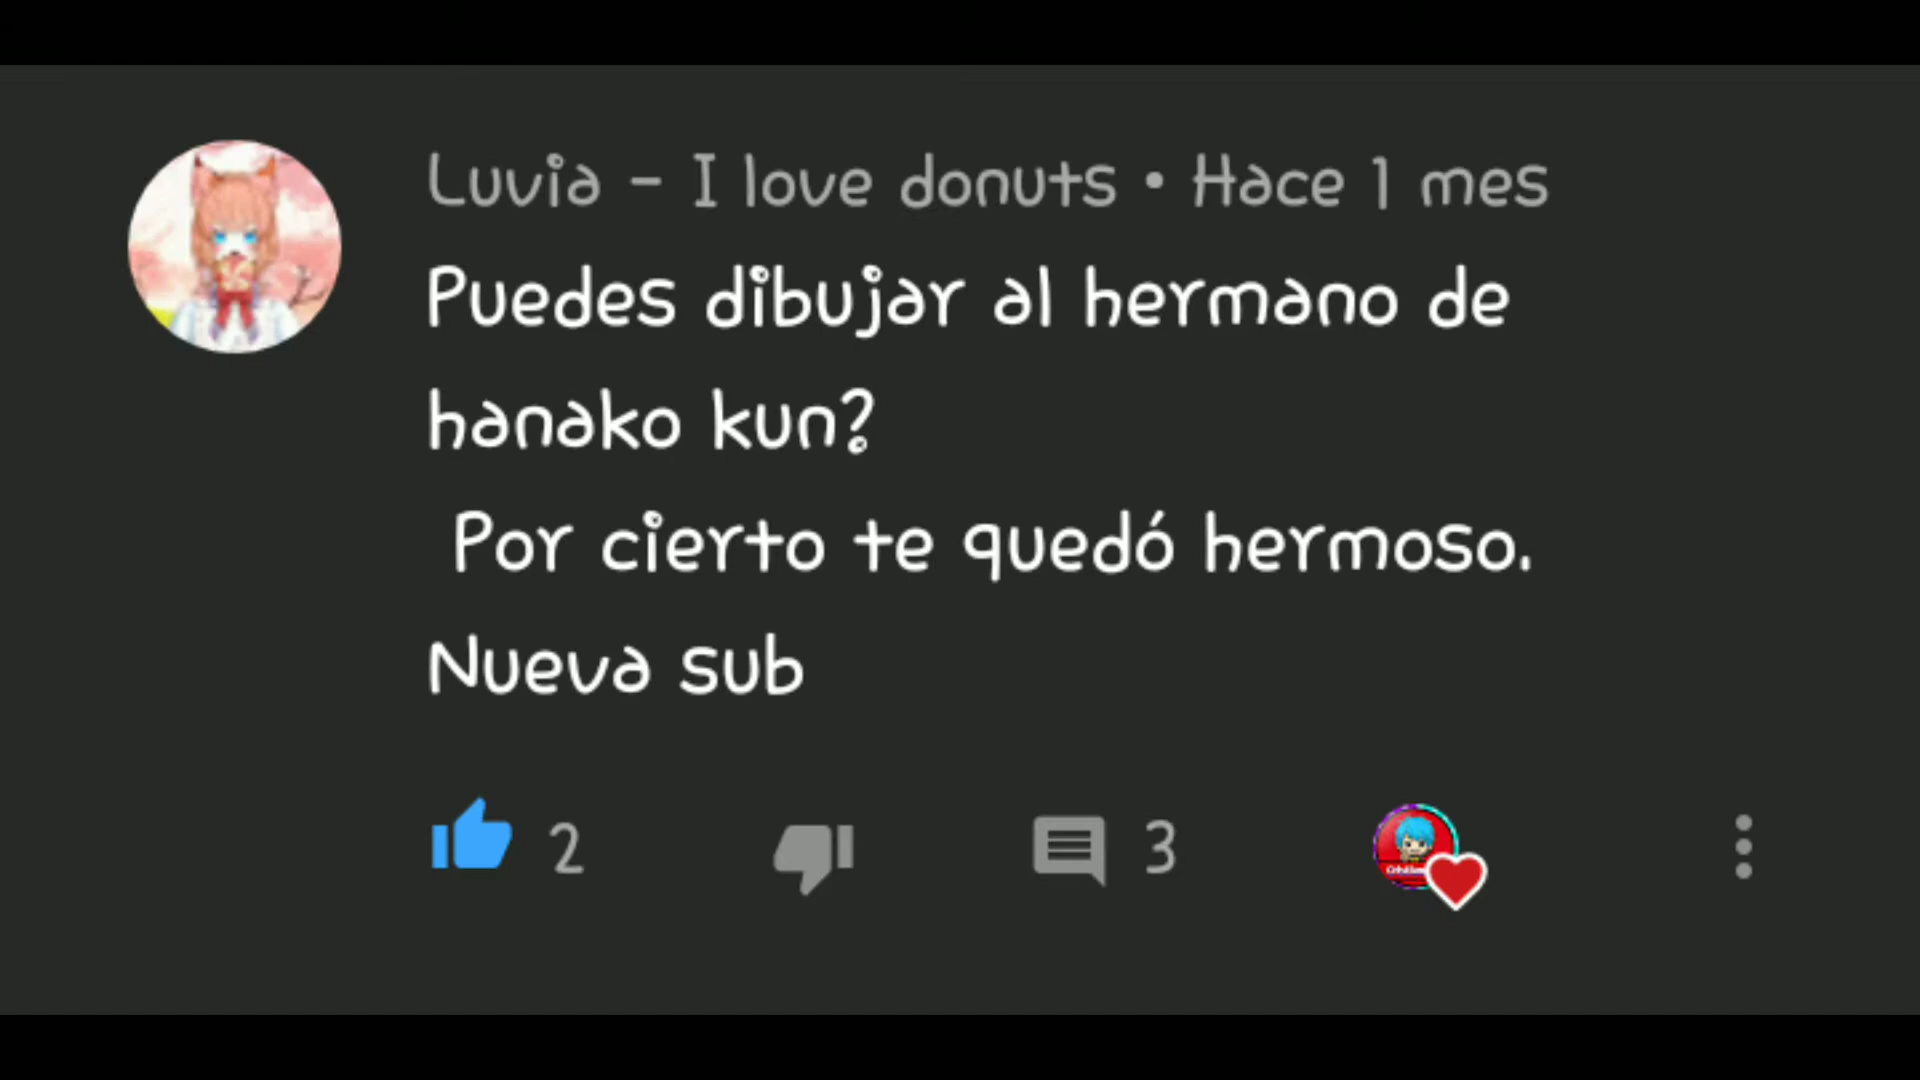 Luvia - I love donuts • Hace 1 mes
Puedes dibujar al hermano de
hanako kun?
Por cierto te quedó hermoso.
Nueva sub
2
3